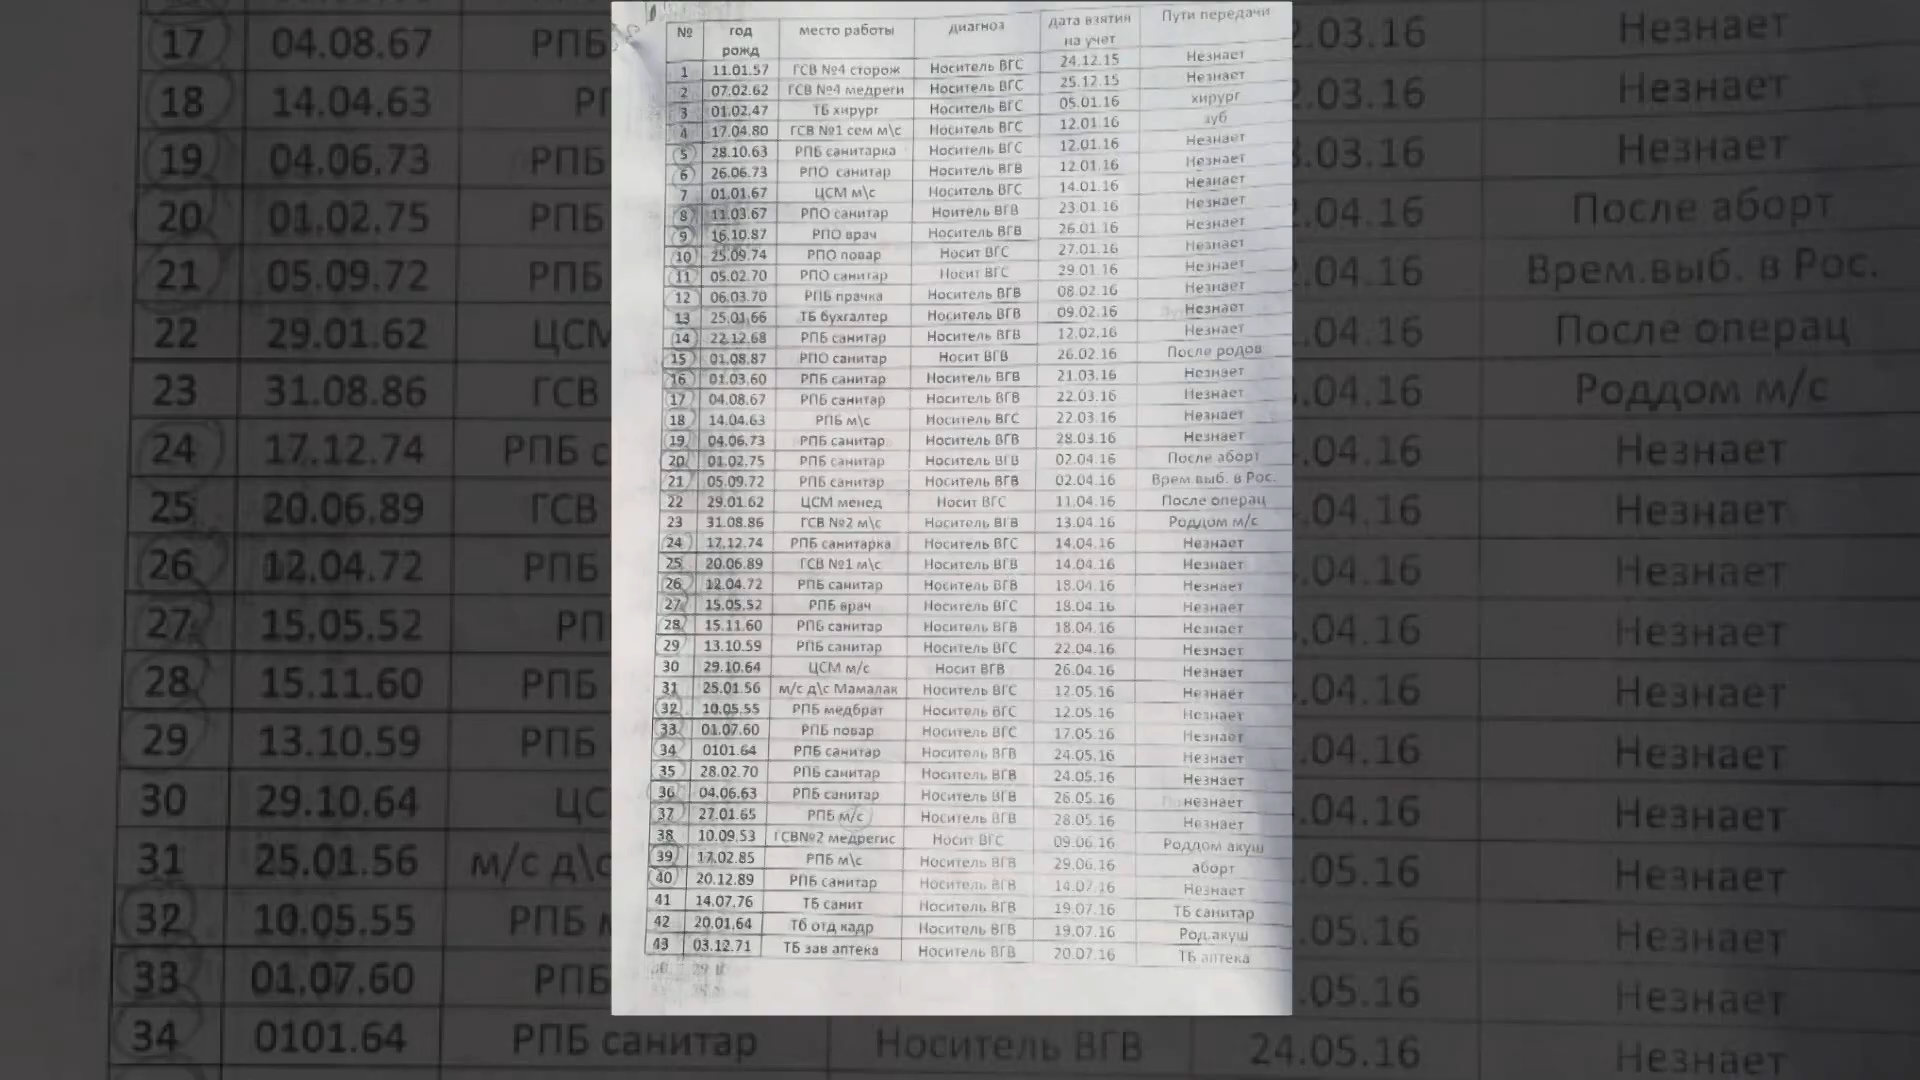 № год рожд место работы диагноз дата взятия на учет Пути передачи
1 11.01.57 ГСВ №4 сторож Носитель ВГС 24.12.15 Незнает
2 07.02.62 ГСВ №4 медреги Носитель ВГС 25.12.15 Незнает
3 01.02.47 ТБ хирург Носитель ВГС 05.01.16 хирург
4 17.04.80 ГСВ №1 сем м\с Носитель ВГС 12.01.16 зуб
5 28.10.63 РПБ санитарка Носитель ВГС 12.01.16 Незнает
6 26.06.73 РПО санитар Носитель ВГВ 12.01.16 Незнает
7 01.01.67 ЦСМ м\с Носитель ВГС 14.01.16 Незнает
8 11.03.67 РПО санитар Ноитель ВГВ 23.01.16 Незнает
9 16.10.87 РПО врач Носитель ВГВ 26.01.16 Незнает
10 25.09.74 РПО повар Носит ВГС 27.01.16 Незнает
11 05.02.70 РПО санитар Носит ВГС 29.01.16 Незнает
12 06.03.70 РПБ прачка Носитель ВГВ 08.02.16 Незнает
13 25.01.66 ТБ бухгалтер Носитель ВГВ 09.02.16 Незнает
14 22.12.68 РПБ санитар Носитель ВГВ 12.02.16 Незнает
15 01.08.87 РПО санитар Носит ВГВ 26.02.16 После родов
16 01.03.60 РПБ санитар Носитель ВГВ 21.03.16 Незнает
17 04.08.67 РПБ санитар Носитель ВГВ 22.03.16 Незнает
18 14.04.63 РПБ м\с Носитель ВГС 22.03.16 Незнает
19 04.06.73 РПБ санитар Носитель ВГВ 28.03.16 Незнает
20 01.02.75 РПБ санитар Носитель ВГВ 02.04.16 После аборт
21 05.09.72 РПБ санитар Носитель ВГВ 02.04.16 Врем.выб. в Рос.
22 29.01.62 ЦСМ менед Носит ВГС 11.04.16 После операц
23 31.08.86 ГСВ №2 м\с Носитель ВГВ 13.04.16 Роддом м/с
24 17.12.74 РПБ санитарка Носитель ВГС 14.04.16 Незнает
25 20.06.89 ГСВ №1 м\с Носитель ВГВ 14.04.16 Незнает
26 12.04.72 РПБ санитар Носитель ВГВ 18.04.16 Незнает
27 15.05.52 РПБ врач Носитель ВГС 18.04.16 Незнает
28 15.11.60 РПБ санитар Носитель ВГВ 18.04.16 Незнает
29 13.10.59 РПБ санитар Носитель ВГВ 22.04.16 Незнает
30 29.10.64 ЦСМ м/с Носит ВГВ 26.04.16 Незнает
31 25.01.56 м/с д\с Мамалак Носитель ВГС 12.05.16 Незнает
32 10.05.55 РПБ медбрат Носитель ВГС 12.05.16 Незнает
33 01.07.60 РПБ повар Носитель ВГС 17.05.16 Незнает
34 0101.64 РПБ санитар Носитель ВГВ 24.05.16 Незнает
35 28.02.70 РПБ санитар Носитель ВГВ 24.05.16 Незнает
36 04.06.63 РПБ санитар Носитель ВГВ 26.05.16 незнает
37 27.01.65 РПБ м/с Носитель ВГВ 28.05.16 Незнает
38 10.09.53 ГСВ№2 медрегис Носит ВГС 09.06.16 Роддом акуш
39 17.02.85 РПБ м\с Носитель ВГВ 29.06.16 аборт
40 20.12.89 РПБ санитар Носитель ВГВ 14.07.16 Незнает
41 14.07.76 ТБ санит Носитель ВГВ 19.07.16 ТБ санитар
42 20.01.64 Тб отд кадр Носитель ВГВ 19.07.16 Род.акуш
43 03.12.71 ТБ зав аптека Носитель ВГВ 20.07.16 ТБ аптека